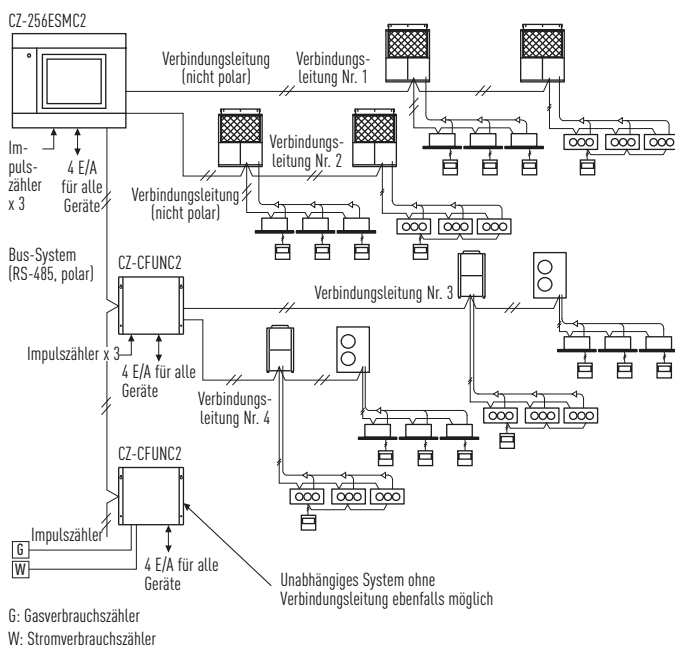 CZ-256ESMC2
Verbindungsleitung
(nicht polar)
Verbindungs-
leitung Nr. 1
Im-
puls-
zähler
x 3
4 E/A
für alle
Geräte
Verbindungs-
leitung Nr. 2
Verbindungsleitung
(nicht polar)
Bus-System
(RS-485, polar)
CZ-CFUNC2
Verbindungsleitung Nr. 3
Impulszähler x 3
4 E/A für alle
Geräte
Verbindungs-
leitung Nr. 4
CZ-CFUNC2
Impulszähler
G
W
4 E/A für alle
Geräte
Unabhängiges System ohne
Verbindungsleitung ebenfalls möglich
G: Gasverbrauchszähler
W: Stromverbrauchszähler